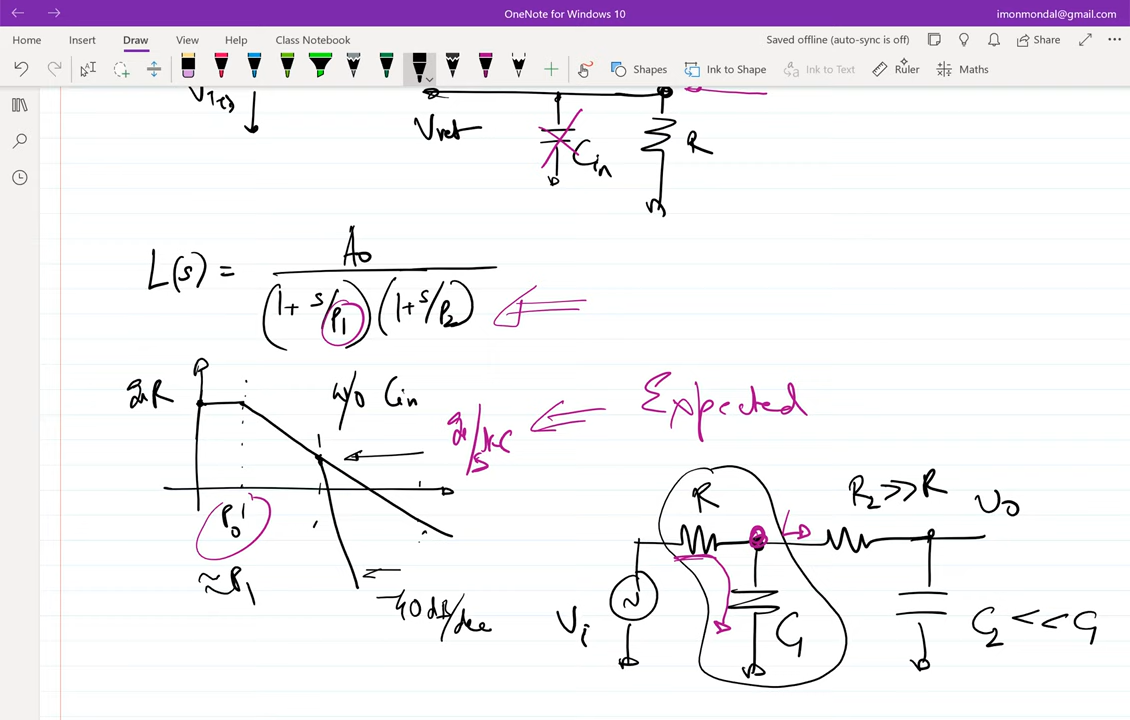 OneNote for Windows 10
imonmondal@gmail.com
Home Insert Draw View Help Class Notebook
Saved offline (auto-sync is off) Share
Shapes Ink to Shape Ink to Text Ruler Maths
Vref
Cin
R
L(s) = A0 / (1 + s/P1)(1 + s/P2)
w/o Cin
Expected
P0'
≈P1
-40dB/dec
R
R2>>R
Vo
Vi
C1
C2 << C1